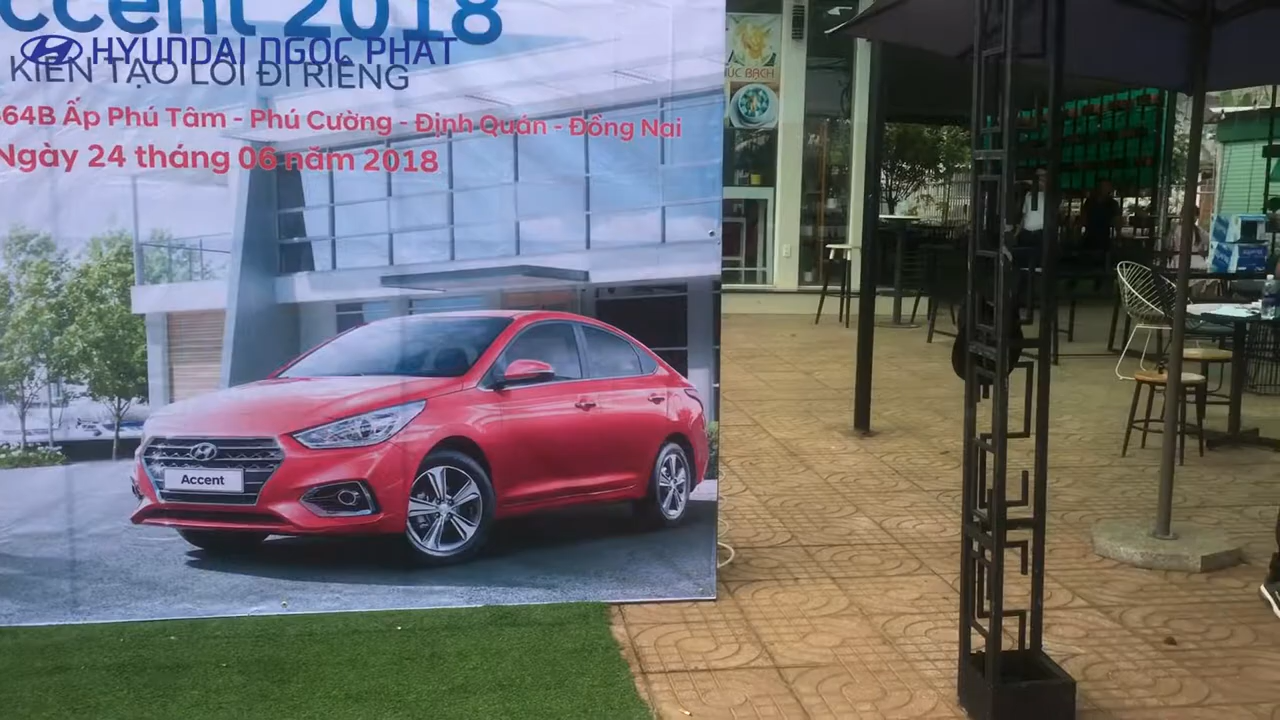 ccent 2018
HYUNDAI NGOC PHAT
KIẾN TẠO LỐI ĐI RIÊNG
64B Ấp Phú Tâm - Phú Cường - Định Quán - Đồng Nai
Ngày 24 tháng 06 năm 2018
ÚC BẠCH
Accent